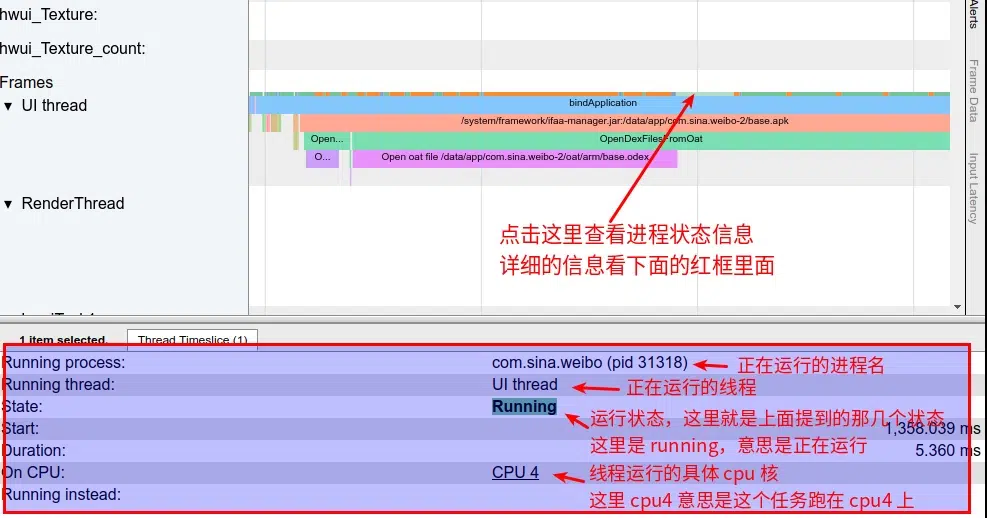 hwui_Texture:
hwui_Texture_count:
Frames
▼ UI thread
bindApplication
/system/framework/ifaa-manager.jar:/data/app/com.sina.weibo-2/base.apk
Open...
OpenDexFilesFromOat
O...
Open oat file /data/app/com.sina.weibo-2/oat/arm/base.odex
▼ RenderThread
点击这里查看进程状态信息
详细的信息看下面的红框里面
Alerts
Frame Data
Input Latency
1 item selected.
Thread Timeslice (1)
Running process:
com.sina.weibo (pid 31318)
正在运行的进程名
Running thread:
UI thread
正在运行的线程
State:
Running
运行状态，这里就是上面提到的那几个状态
这里是 running，意思是正在运行
Start:
1,358.039 ms
Duration:
5.360 ms
On CPU:
CPU 4
线程运行的具体 cpu 核
这里 cpu4 意思是这个任务跑在 cpu4 上
Running instead: